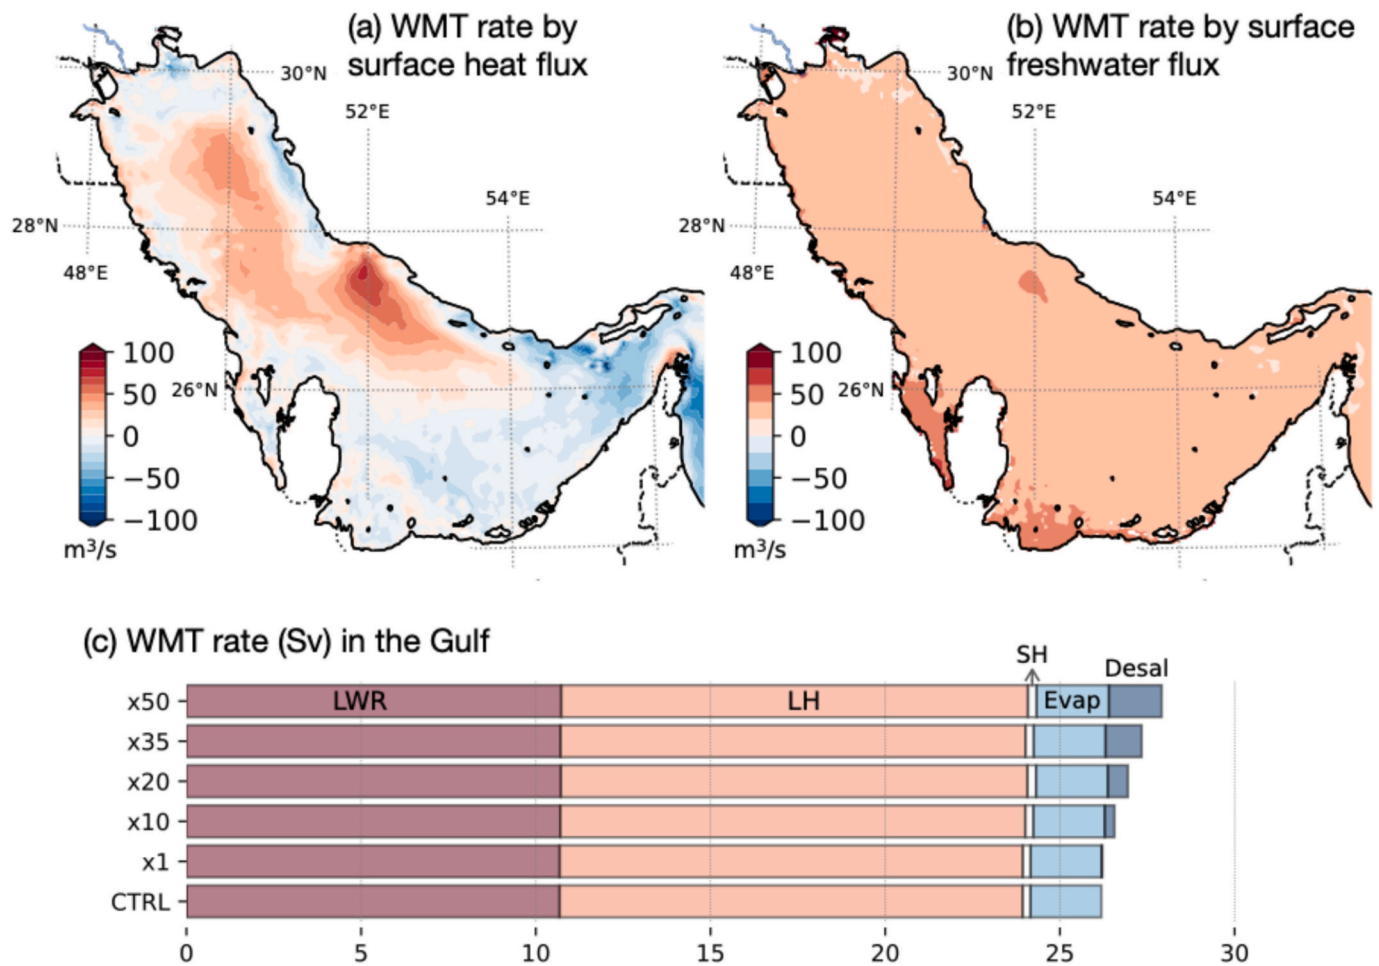 (a) WMT rate by
surface heat flux
30°N
52°E
54°E
28°N
48°E
26°N
100
50
0
−50
−100
m³/s
(b) WMT rate by surface
freshwater flux
30°N
52°E
54°E
28°N
48°E
26°N
100
50
0
−50
−100
m³/s
(c) WMT rate (Sv) in the Gulf
SH
Desal
x50 LWR LH Evap
x35
x20
x10
x1
CTRL
0 5 10 15 20 25 30